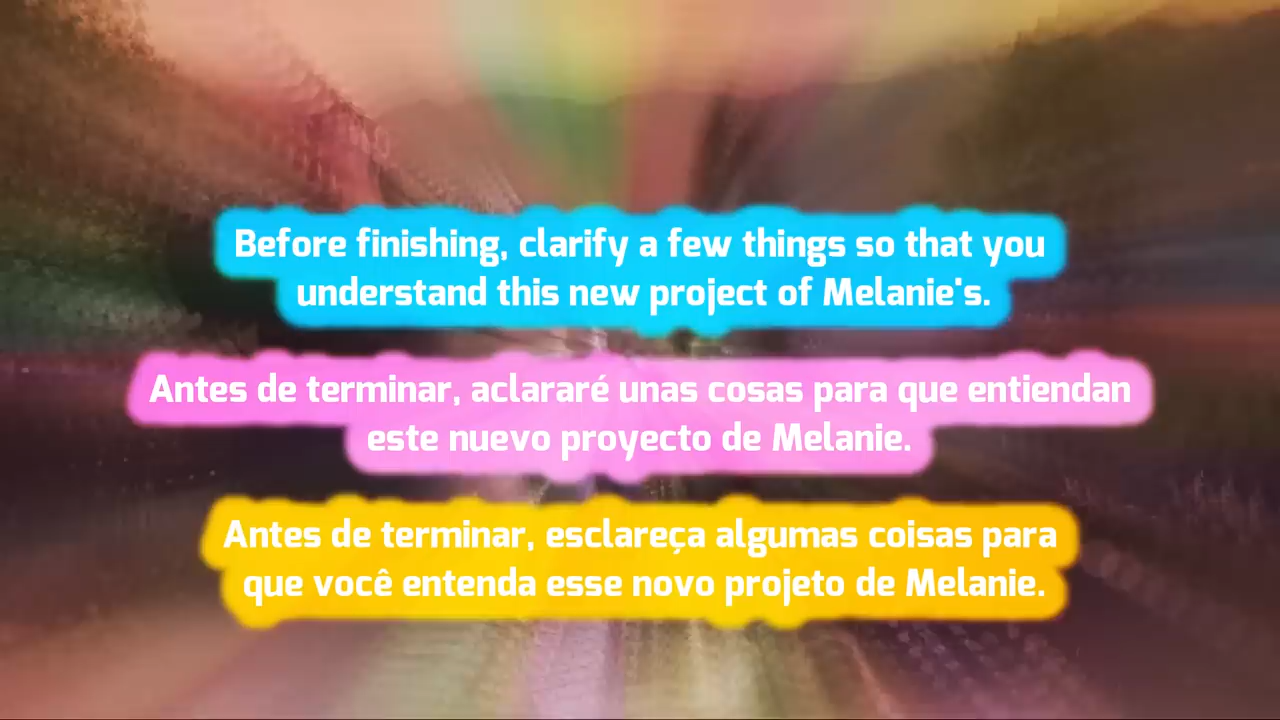 Before finishing, clarify a few things so that you
understand this new project of Melanie's.
Antes de terminar, aclararé unas cosas para que entiendan
este nuevo proyecto de Melanie.
Antes de terminar, esclareça algumas coisas para
que você entenda esse novo projeto de Melanie.